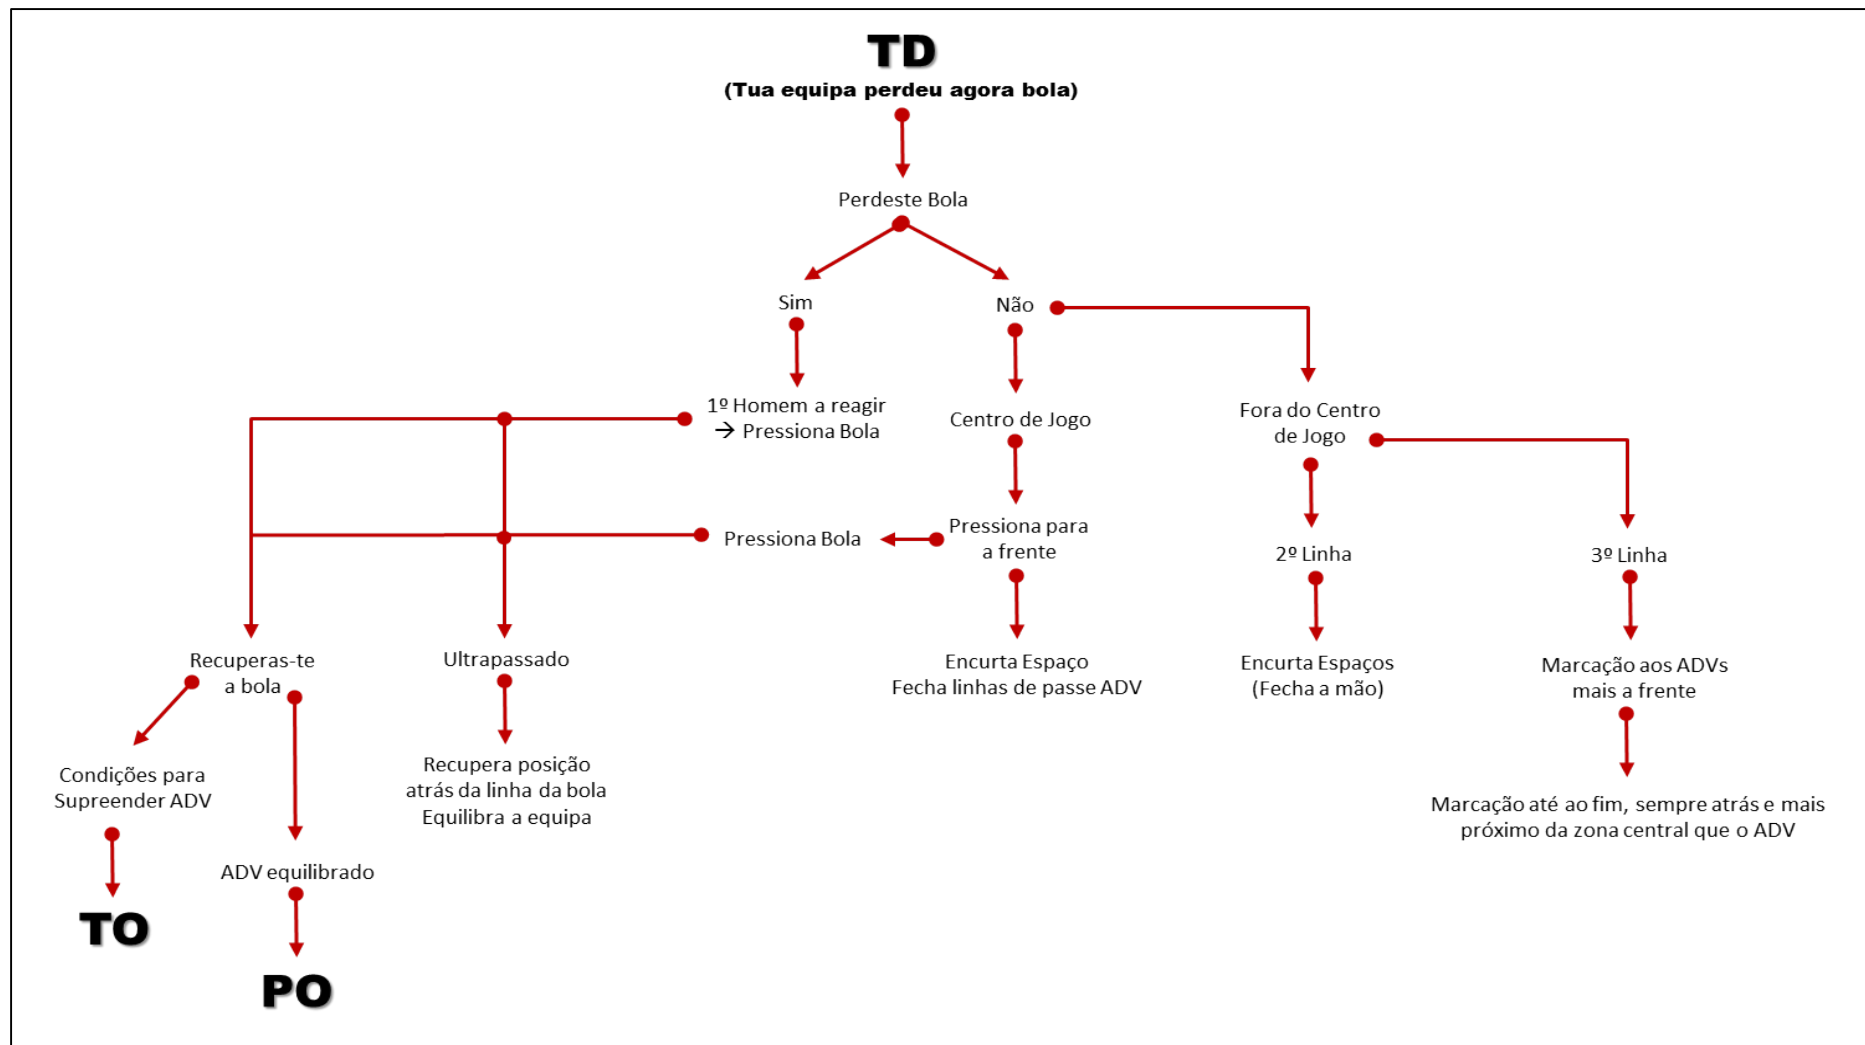 TD
(Tua equipa perdeu agora bola)
Perdeste Bola
Sim
Não
1º Homem a reagir
→ Pressiona Bola
Centro de Jogo
Fora do Centro
de Jogo
Pressiona Bola
Pressiona para
a frente
2º Linha
3º Linha
Recuperas-te
a bola
Ultrapassado
Encurta Espaço
Fecha linhas de passe ADV
Encurta Espaços
(Fecha a mão)
Marcação aos ADVs
mais a frente
Condições para
Supreender ADV
Recupera posição
atrás da linha da bola
Equilibra a equipa
Marcação até ao fim, sempre atrás e mais
próximo da zona central que o ADV
ADV equilibrado
TO
PO